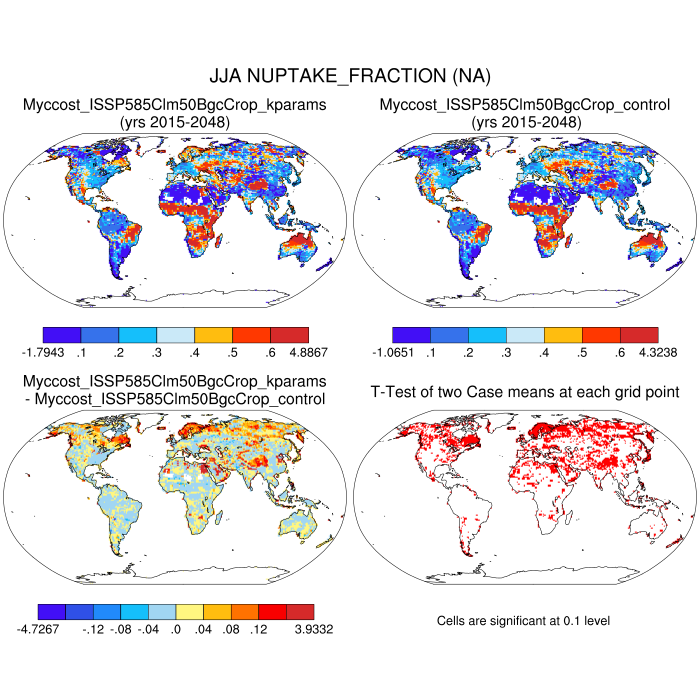 JJA NUPTAKE_FRACTION (NA)
Myccost_ISSP585Clm50BgcCrop_kparams
(yrs 2015-2048)
Myccost_ISSP585Clm50BgcCrop_control
(yrs 2015-2048)
-1.7943 .1 .2 .3 .4 .5 .6 4.8867
-1.0651 .1 .2 .3 .4 .5 .6 4.3238
Myccost_ISSP585Clm50BgcCrop_kparams
- Myccost_ISSP585Clm50BgcCrop_control
T-Test of two Case means at each grid point
-4.7267 -.12 -.08 -.04 .0 .04 .08 .12 3.9332
Cells are significant at 0.1 level